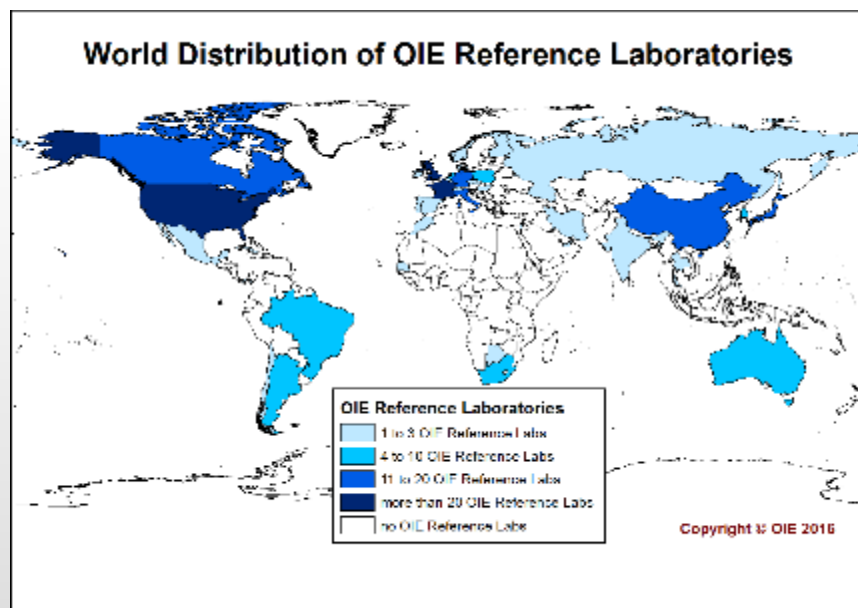 World Distribution of OIE Reference Laboratories
OIE Reference Laboratories
1 to 3 OIE Reference Labs
4 to 10 OIE Reference Labs
11 to 20 OIE Reference Labs
more than 20 OIE Reference Labs
no OIE Reference Labs
Copyright © OIE 2016